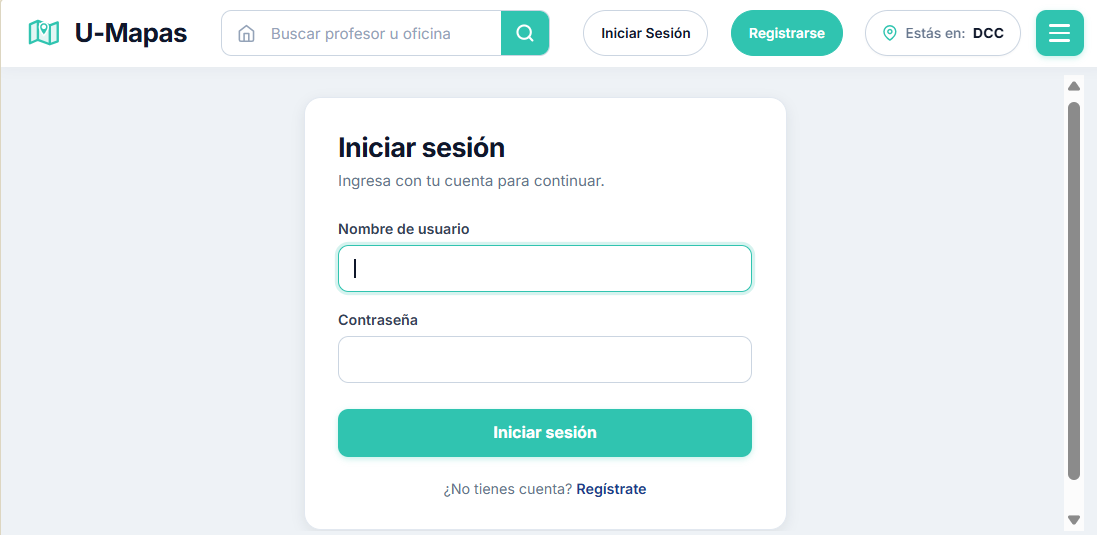 U-Mapas
Buscar profesor u oficina
Iniciar Sesión
Registrarse
Estás en: DCC
Iniciar sesión
Ingresa con tu cuenta para continuar.
Nombre de usuario
Contraseña
Iniciar sesión
¿No tienes cuenta? Regístrate